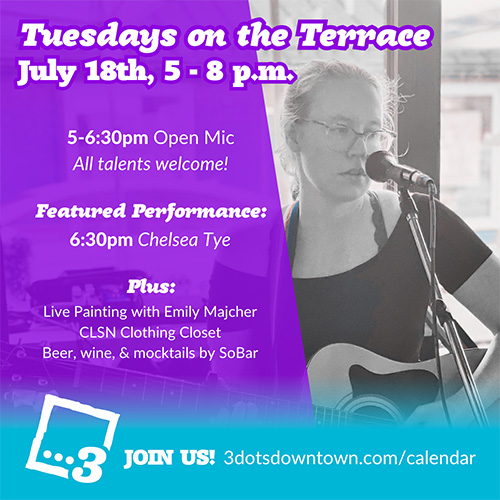 Tuesdays on the Terrace
July 18th, 5 - 8 p.m.
5-6:30pm Open Mic
All talents welcome!
Featured Performance:
6:30pm Chelsea Tye
Plus:
Live Painting with Emily Majcher
CLSN Clothing Closet
Beer, wine, & mocktails by SoBar
...3
JOIN US! 3dotsdowntown.com/calendar